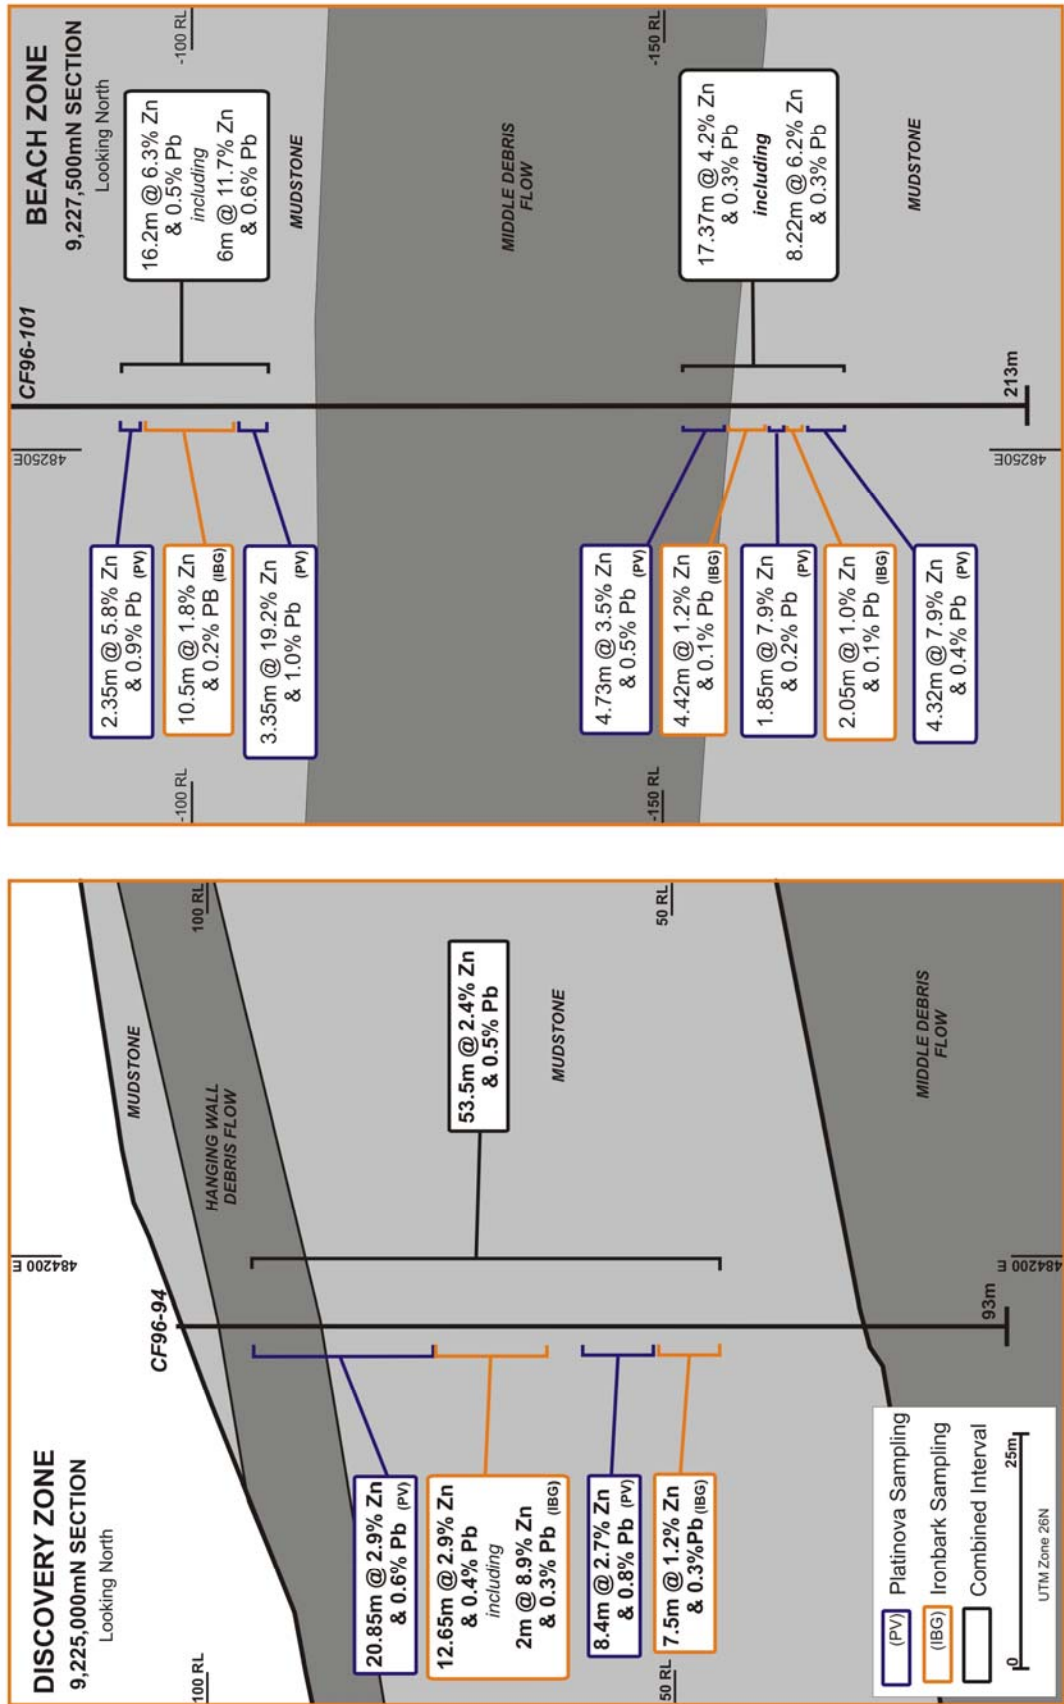 DISCOVERY ZONE
9,225,000mN SECTION
Looking North
CF96-94
484200 E
MUDSTONE
HANGING WALL
DEBRIS FLOW
100 RL
100 RL
20.85m @ 2.9% Zn
& 0.6% Pb (PV)
12.65m @ 2.9% Zn
& 0.4% Pb
including
2m @ 8.9% Zn
& 0.3% Pb (IBG)
8.4m @ 2.7% Zn
& 0.8% Pb (PV)
7.5m @ 1.2% Zn
& 0.3%Pb (IBG)
53.5m @ 2.4% Zn
& 0.5% Pb
MUDSTONE
50 RL
50 RL
MIDDLE DEBRIS
FLOW
93m
484200 E
(PV) Platinova Sampling
(IBG) Ironbark Sampling
Combined Interval
0 25m
UTM Zone 26N
BEACH ZONE
9,227,500mN SECTION
Looking North
CF96-101
48250E
-100 RL
-100 RL
2.35m @ 5.8% Zn
& 0.9% Pb (PV)
10.5m @ 1.8% Zn
& 0.2% PB (IBG)
3.35m @ 19.2% Zn
& 1.0% Pb (PV)
16.2m @ 6.3% Zn
& 0.5% Pb
including
6m @ 11.7% Zn
& 0.6% Pb
MUDSTONE
MIDDLE DEBRIS
FLOW
-150 RL
-150 RL
4.73m @ 3.5% Zn
& 0.5% Pb (PV)
4.42m @ 1.2% Zn
& 0.1% Pb (IBG)
1.85m @ 7.9% Zn
& 0.2% Pb (PV)
2.05m @ 1.0% Zn
& 0.1% Pb (IBG)
4.32m @ 7.9% Zn
& 0.4% Pb (PV)
17.37m @ 4.2% Zn
& 0.3% Pb
including
8.22m @ 6.2% Zn
& 0.3% Pb
MUDSTONE
213m
48250E